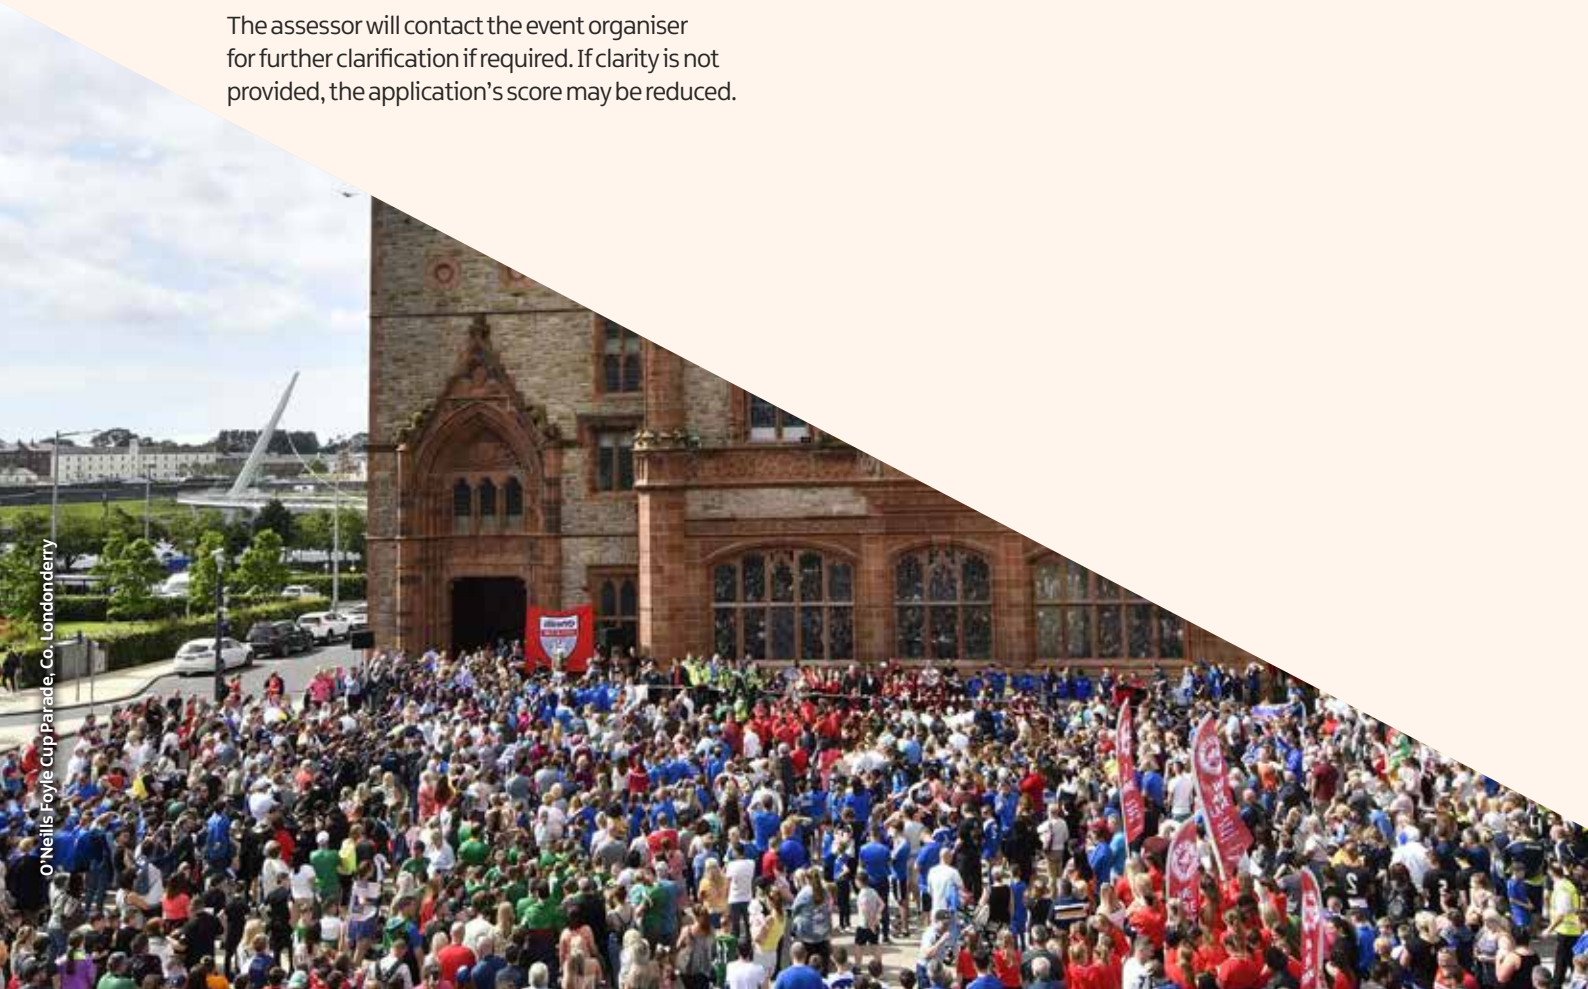 The assessor will contact the event organiser
for further clarification if required. If clarity is not
provided, the application’s score may be reduced.
O’Neills Foyle Cup Parade, Co. Londonderry